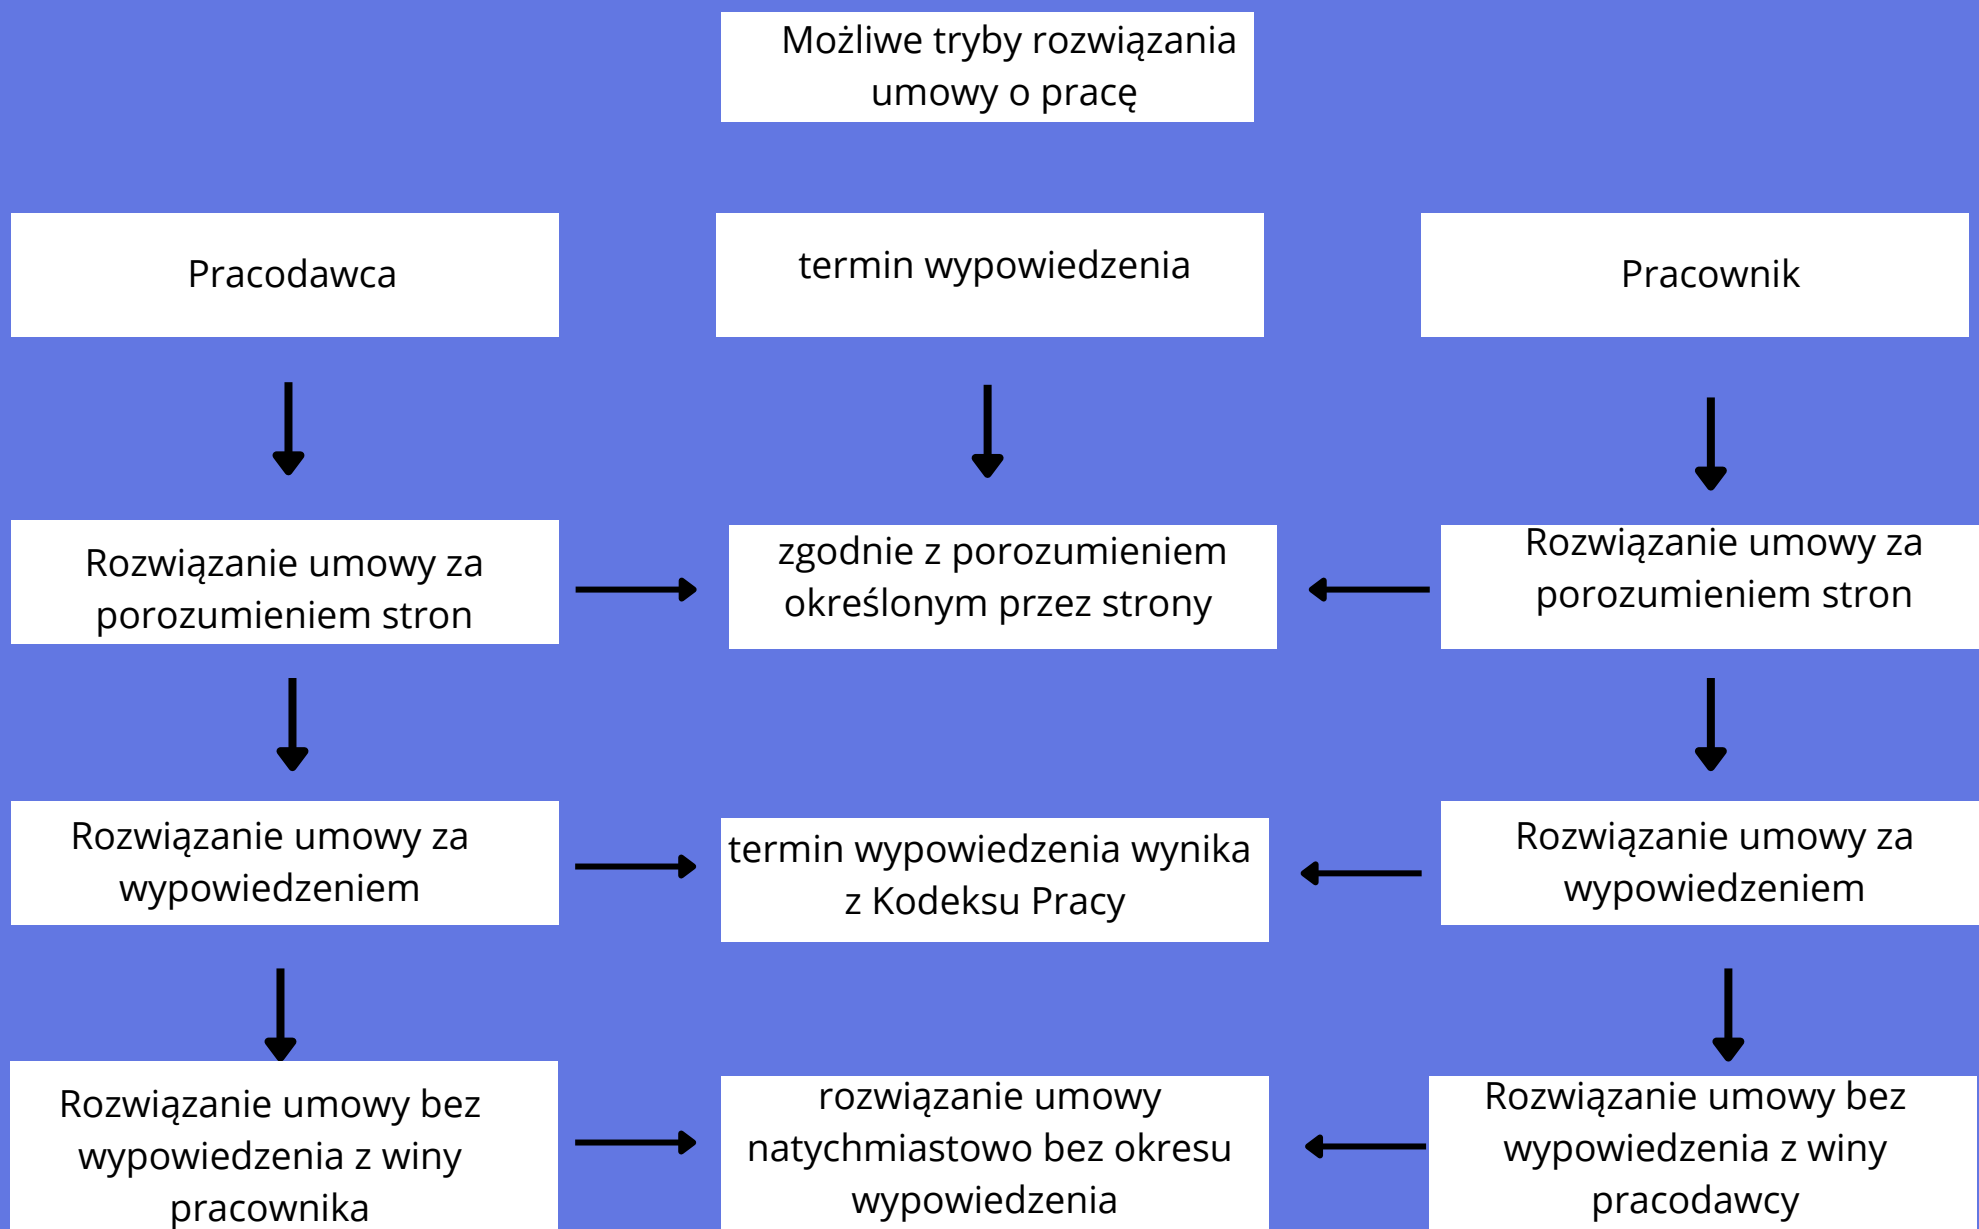 Możliwe tryby rozwiązania
umowy o pracę
Pracodawca
termin wypowiedzenia
Pracownik
Rozwiązanie umowy za
porozumieniem stron
zgodnie z porozumieniem
określonym przez strony
Rozwiązanie umowy za
porozumieniem stron
Rozwiązanie umowy za
wypowiedzeniem
termin wypowiedzenia wynika
z Kodeksu Pracy
Rozwiązanie umowy za
wypowiedzeniem
Rozwiązanie umowy bez
wypowiedzenia z winy
pracownika
rozwiązanie umowy
natychmiastowo bez okresu
wypowiedzenia
Rozwiązanie umowy bez
wypowiedzenia z winy
pracodawcy